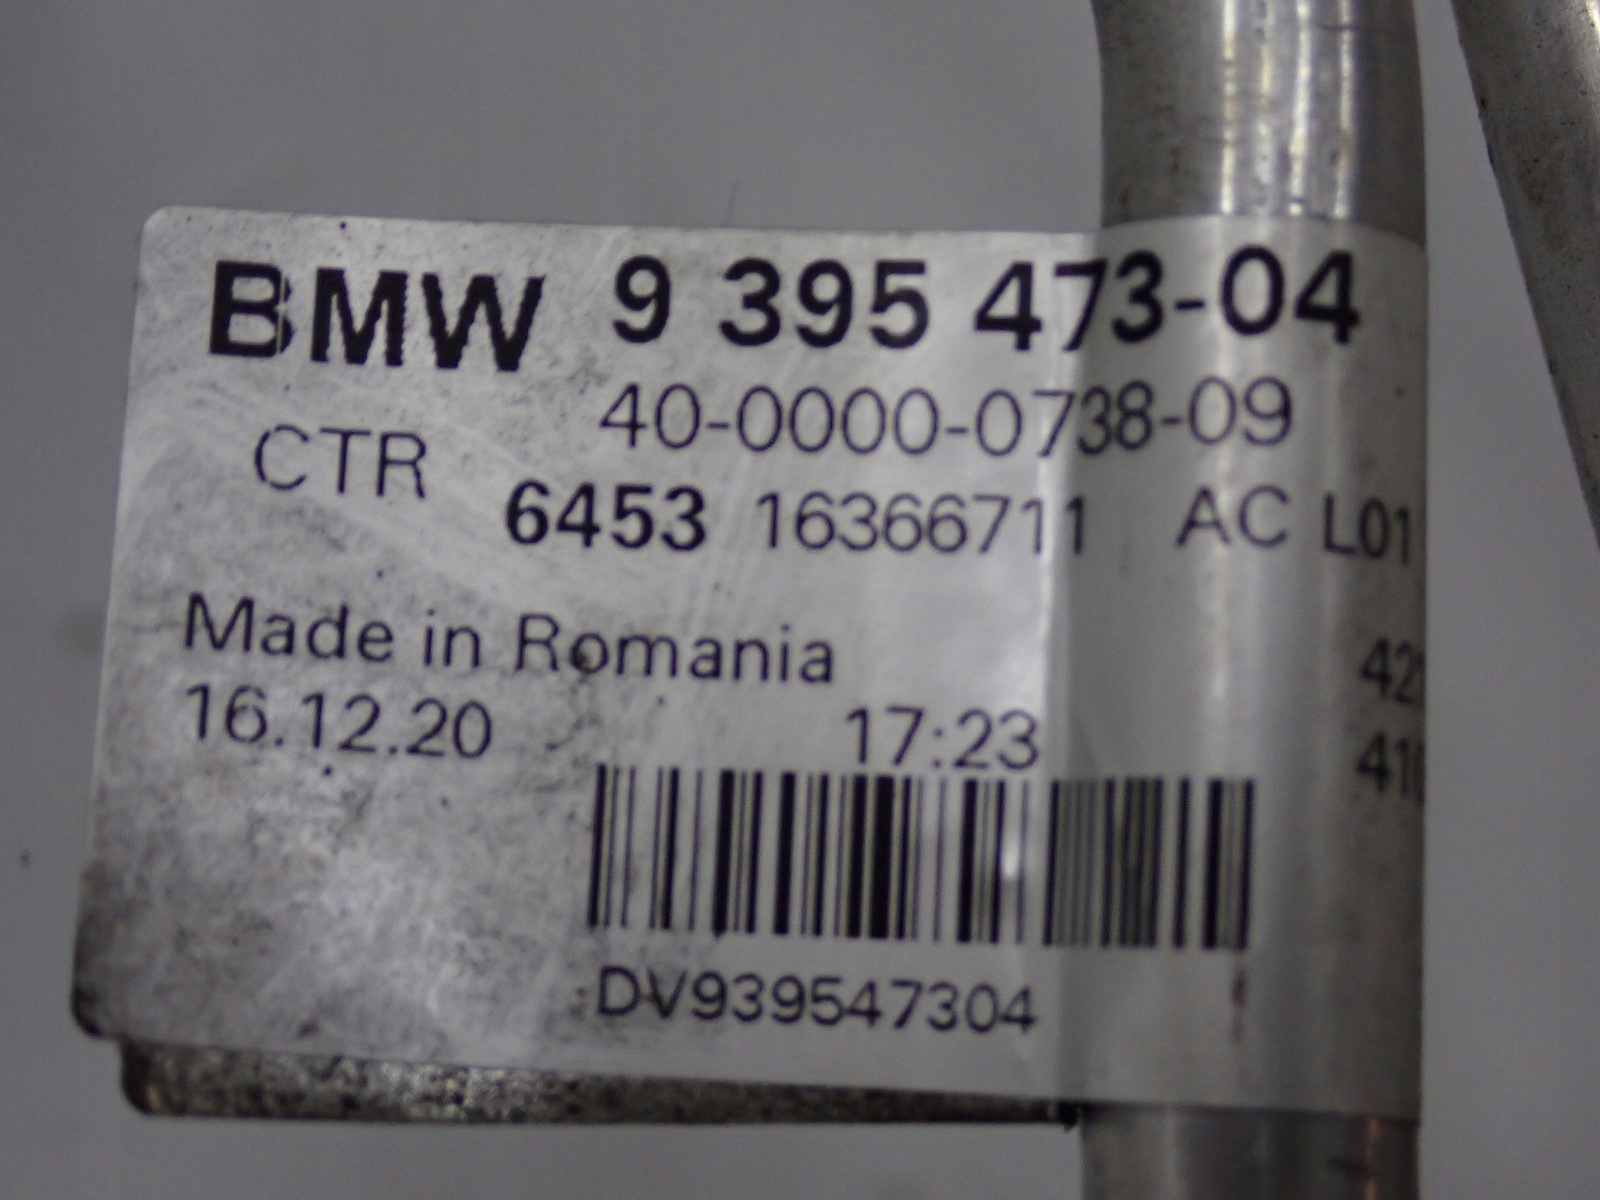 BMW 9 395 473-04
40-0000-0738-09
CTR
6453 16366711 AC L01
Made in Romania
16.12.20 17:23
DV939547304